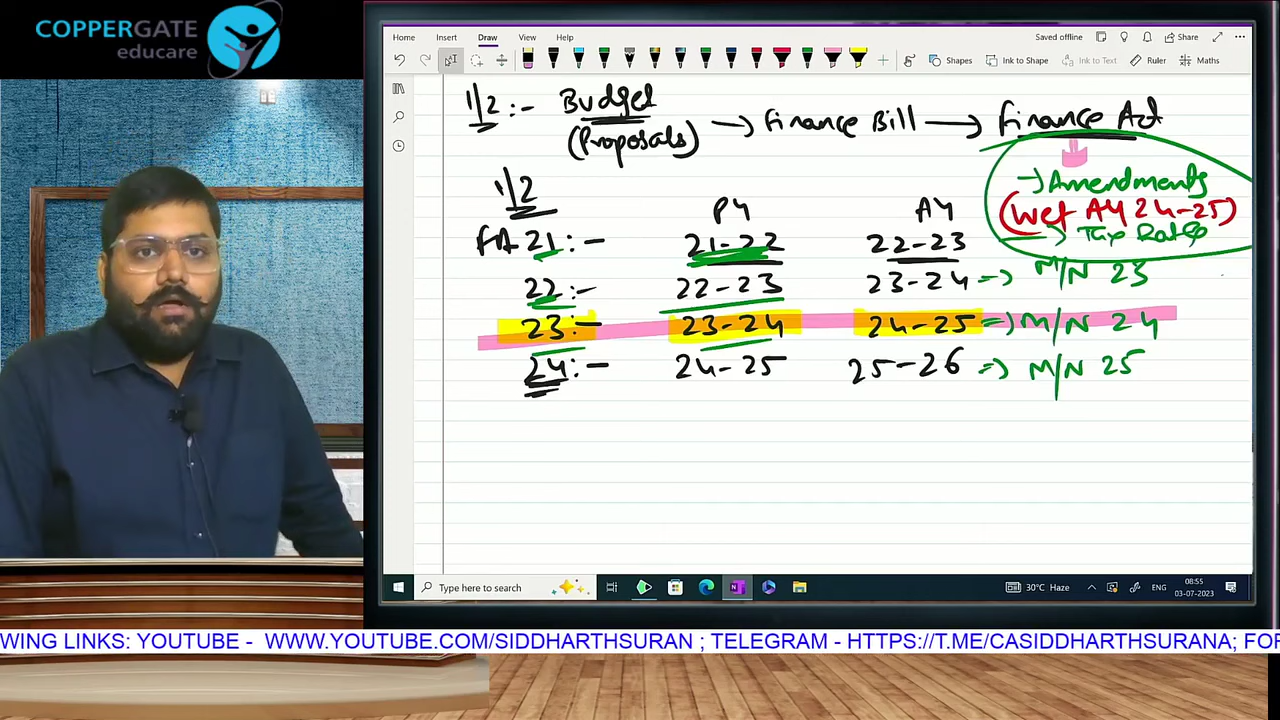 COPPERGATE
educare
Home Insert Draw View Help
Saved offline
Share
Shapes Ink to Shape Ink to Text Ruler Maths
1/2 :- Budget → Finance Bill → Finance Act
(Proposals)
→ Amendments
(wef AY 24-25)
→ Tax Rates
1/2
PY AY
FA 21 :- 21-22 22-23
22 :- 22-23 23-24 => M/N 23
23 :- 23-24 24-25 => M/N 24
24 :- 24-25 25-26 => M/N 25
Type here to search
30°C Haze
ENG
08:55
03-07-2023
WING LINKS: YOUTUBE - WWW.YOUTUBE.COM/SIDDHARTHSURAN ; TELEGRAM - HTTPS://T.ME/CASIDDHARTHSURANA; FOR